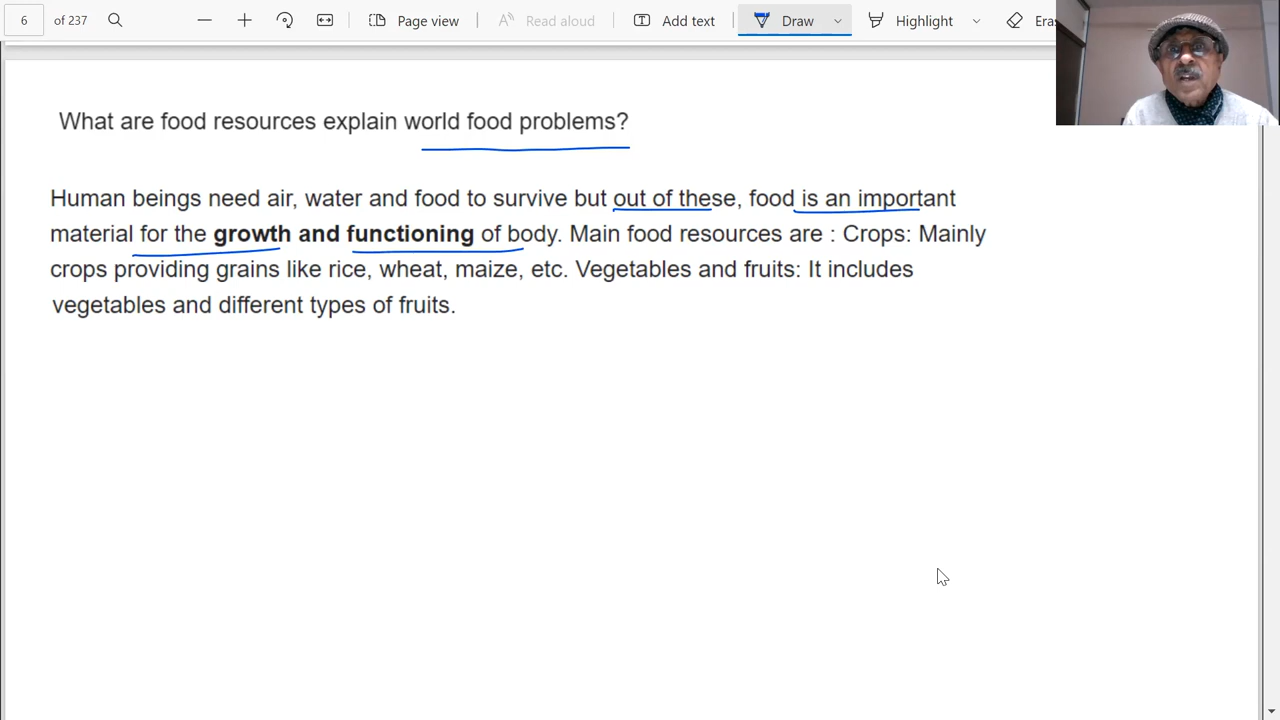 6 of 237 Page view Read aloud Add text Draw Highlight Eras
What are food resources explain world food problems?
Human beings need air, water and food to survive but out of these, food is an important
material for the growth and functioning of body. Main food resources are : Crops: Mainly
crops providing grains like rice, wheat, maize, etc. Vegetables and fruits: It includes
vegetables and different types of fruits.